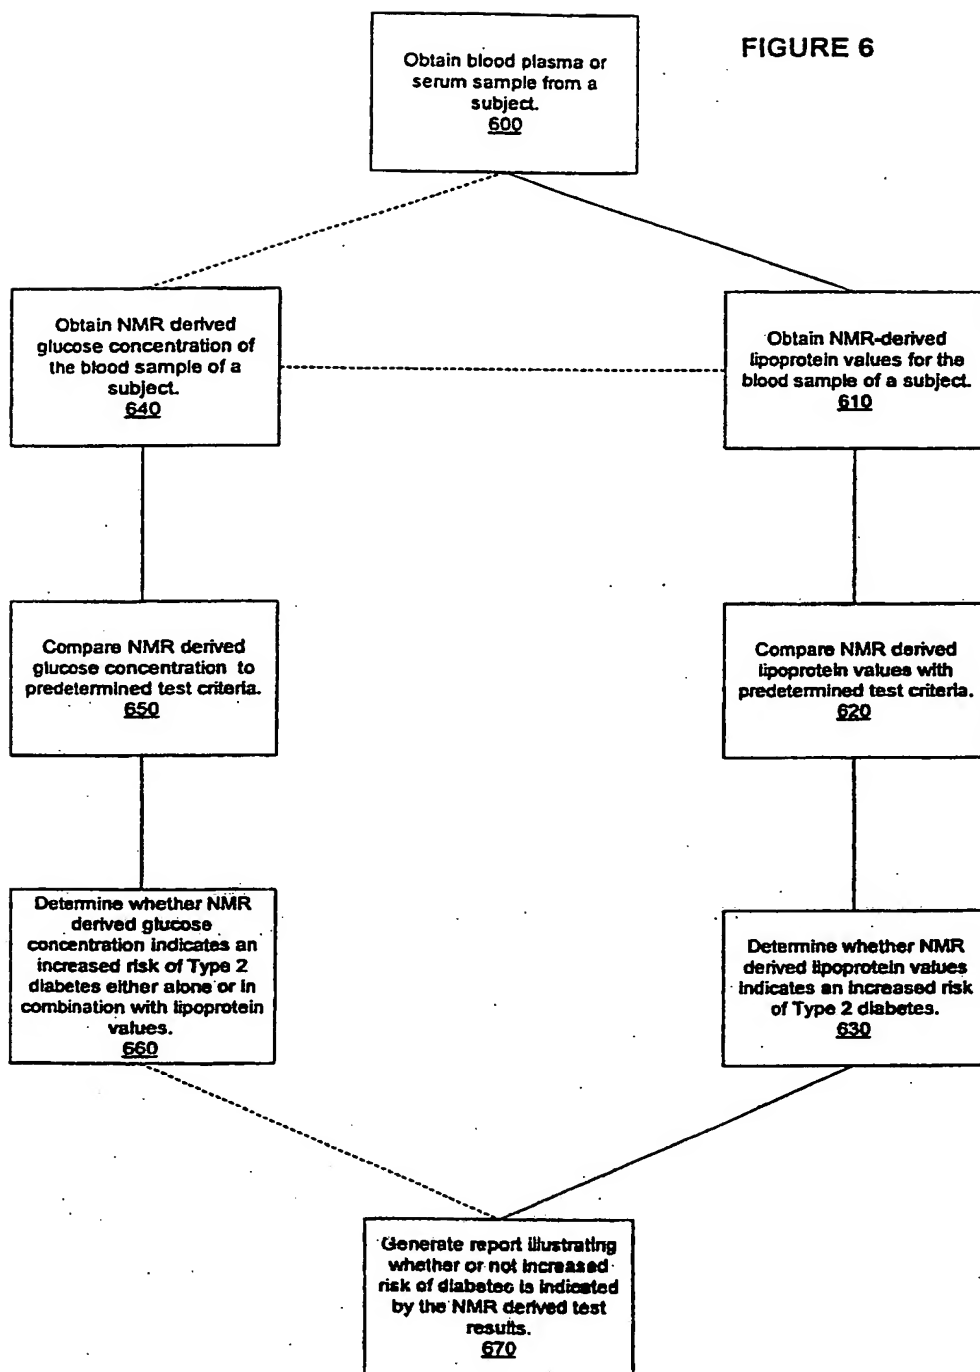 FIGURE 6
Obtain blood plasma or
serum sample from a
subject.
600
Obtain NMR derived
glucose concentration of
the blood sample of a
subject.
640
Obtain NMR-derived
lipoprotein values for the
blood sample of a subject.
610
Compare NMR derived
glucose concentration to
predetermined test criteria.
650
Compare NMR derived
lipoprotein values with
predetermined test criteria.
620
Determine whether NMR
derived glucose
concentration indicates an
increased risk of Type 2
diabetes either alone or in
combination with lipoprotein
values.
660
Determine whether NMR
derived lipoprotein values
indicates an increased risk
of Type 2 diabetes.
630
Generate report illustrating
whether or not increased
risk of diabetes is indicated
by the NMR derived test
results.
670